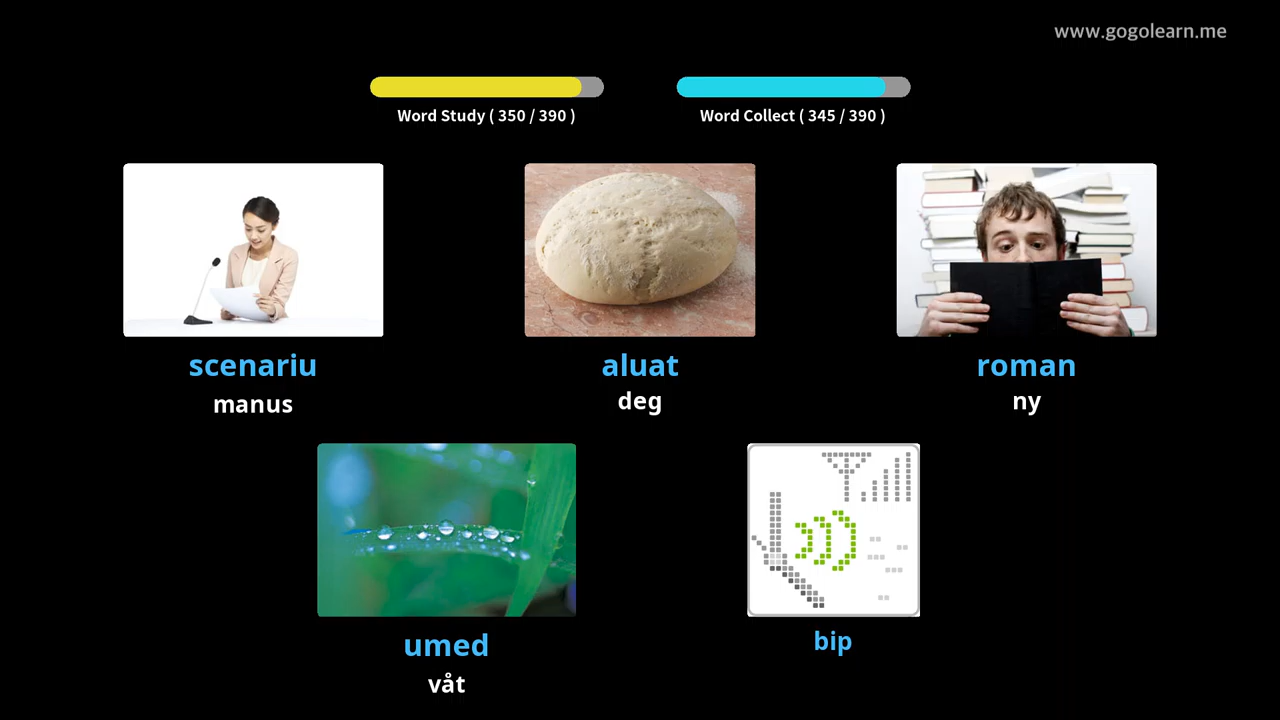 www.gogolearn.me
Word Study ( 350 / 390 )
Word Collect ( 345 / 390 )
scenariu
manus
aluat
deg
roman
ny
umed
våt
bip